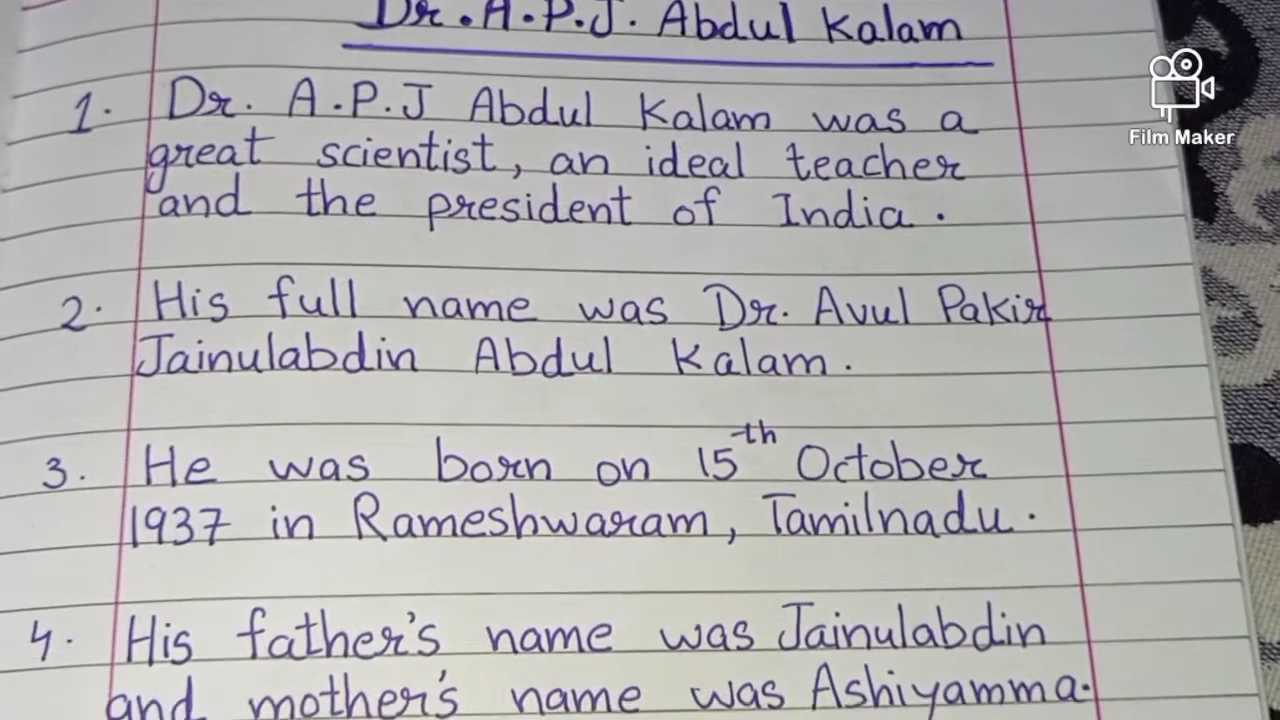 Dr. A.P.J. Abdul Kalam
1. Dr. A.P.J Abdul Kalam was a
great scientist, an ideal teacher
and the president of India.
2. His full name was Dr. Avul Pakir
Jainulabdin Abdul Kalam.
3. He was born on 15th October
1937 in Rameshwaram, Tamilnadu.
4. His father's name was Jainulabdin
and mother's name was Ashiyamma.
Film Maker